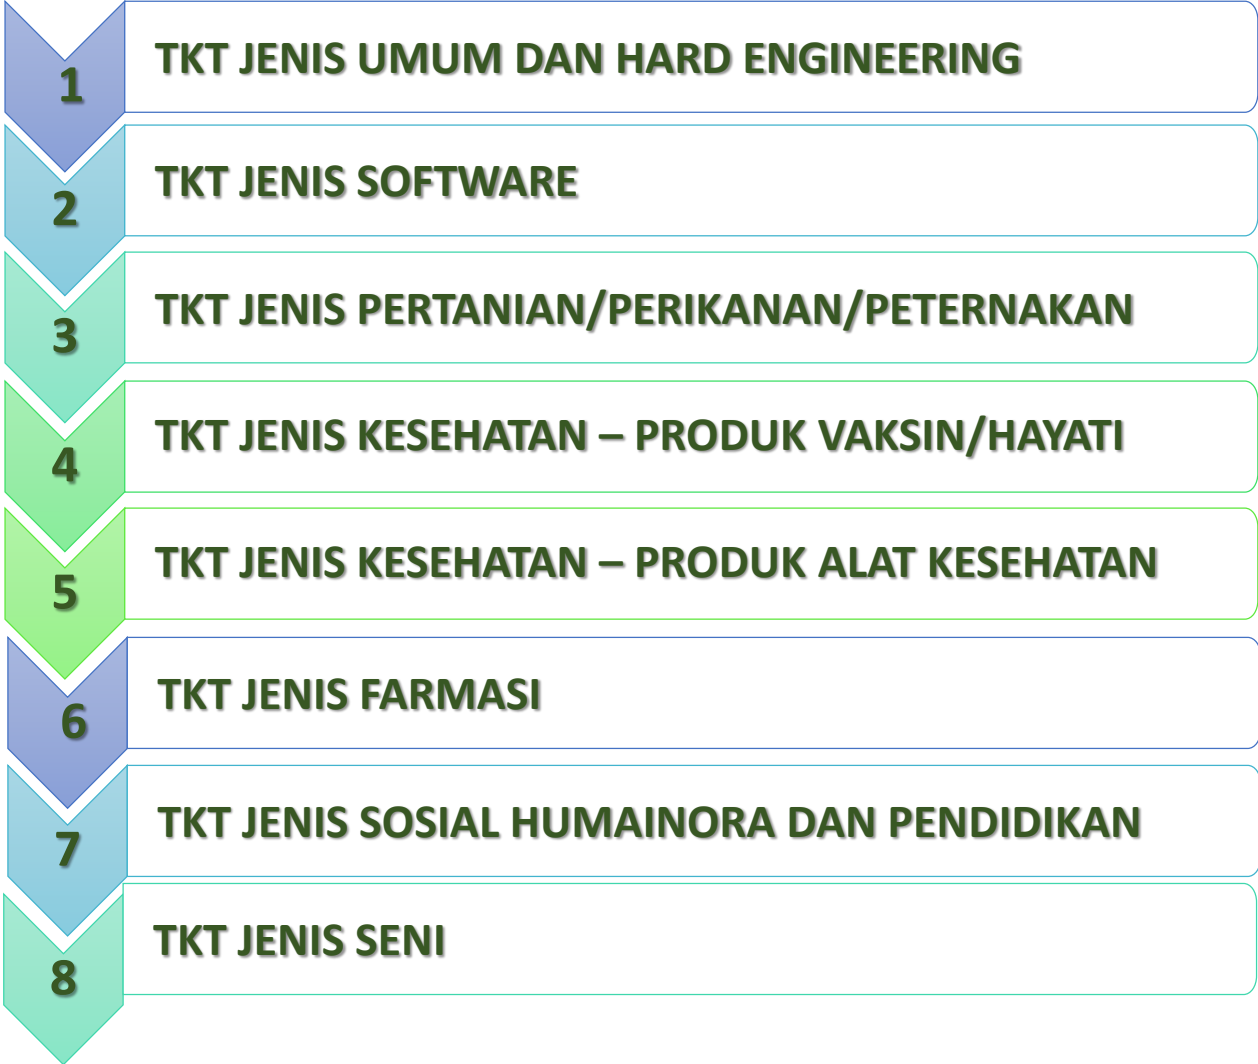 1
TKT JENIS UMUM DAN HARD ENGINEERING
2
TKT JENIS SOFTWARE
3
TKT JENIS PERTANIAN/PERIKANAN/PETERNAKAN
4
TKT JENIS KESEHATAN – PRODUK VAKSIN/HAYATI
5
TKT JENIS KESEHATAN – PRODUK ALAT KESEHATAN
6
TKT JENIS FARMASI
7
TKT JENIS SOSIAL HUMAINORA DAN PENDIDIKAN
8
TKT JENIS SENI